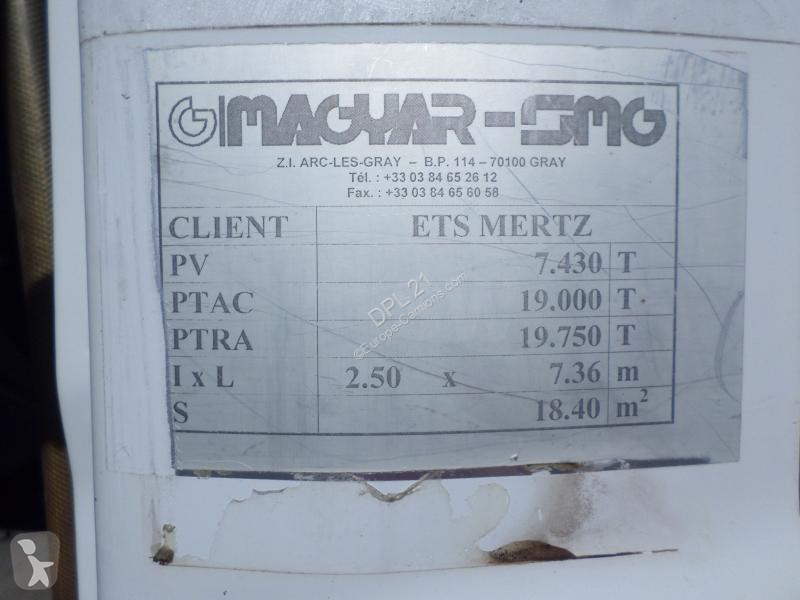 MAGYAR-SMG
Z.I. ARC-LES-GRAY – B.P. 114 – 70100 GRAY
Tél. : +33 03 84 65 26 12
Fax. : +33 03 84 65 60 58
CLIENT ETS MERTZ
PV 7.430 T
PTAC 19.000 T
PTRA 19.750 T
I x L 2.50 x 7.36 m
S 18.40 m²
DPL 21
©Europe-Camions.com